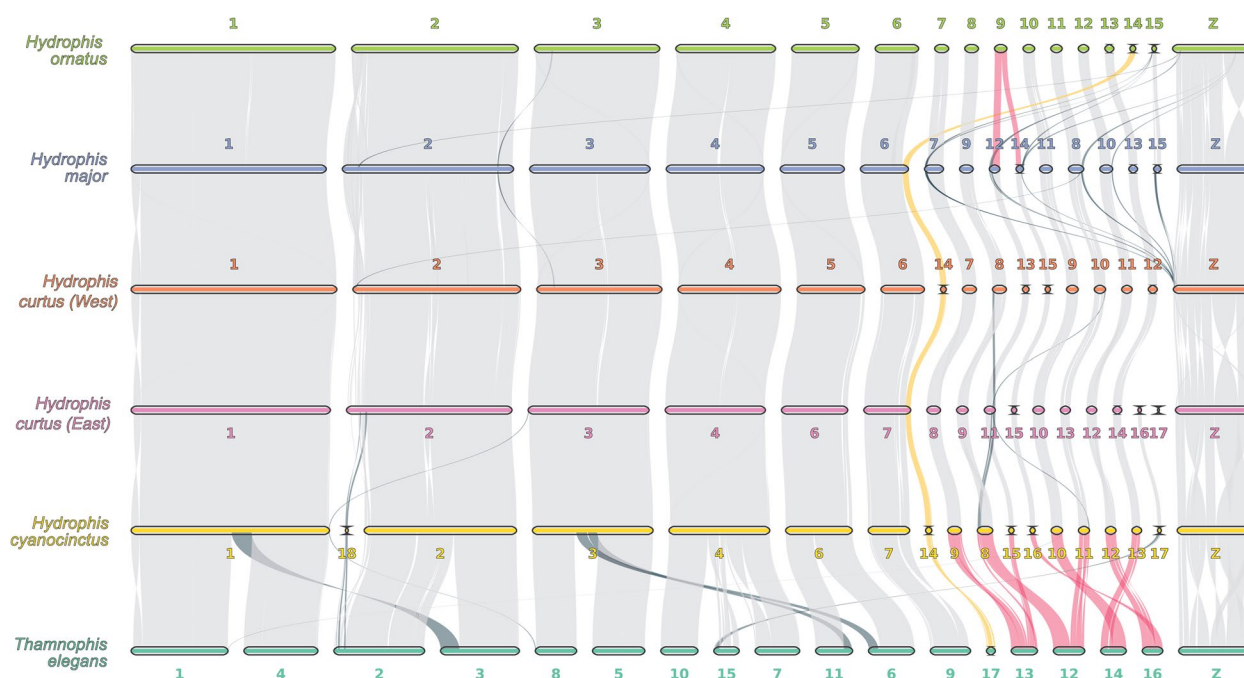 1 2 3 4 5 6 7 8 9 10 11 12 13 14 15 Z
Hydrophis
ornatus
1 2 3 4 5 6 7 9 12 14 11 8 10 13 15 Z
Hydrophis
major
1 2 3 4 5 6 14 7 8 13 15 9 10 11 12 Z
Hydrophis
curtus (West)
Hydrophis
curtus (East)
1 2 3 4 6 7 8 9 11 15 10 13 12 14 16 17 Z
Hydrophis
cyanocinctus
1 18 2 3 4 6 7 14 9 8 15 16 10 11 12 13 17 Z
Thamnophis
elegans
1 4 2 3 8 5 10 15 7 11 6 9 17 13 12 14 16 Z